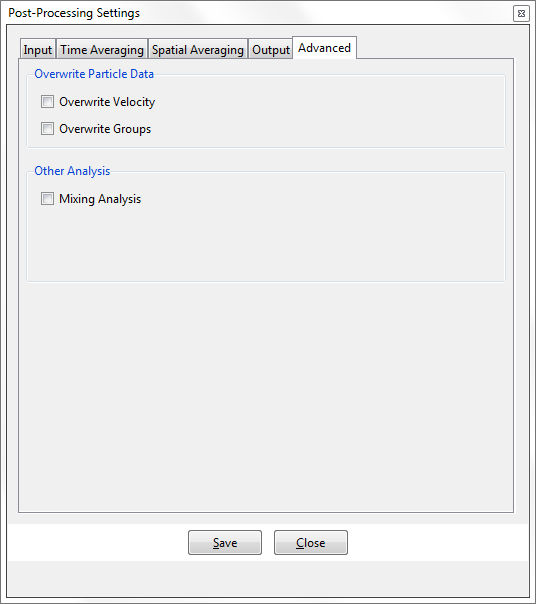 Post-Processing Settings
Input Time Averaging Spatial Averaging Output Advanced
Overwrite Particle Data
Overwrite Velocity
Overwrite Groups
Other Analysis
Mixing Analysis
Save Close